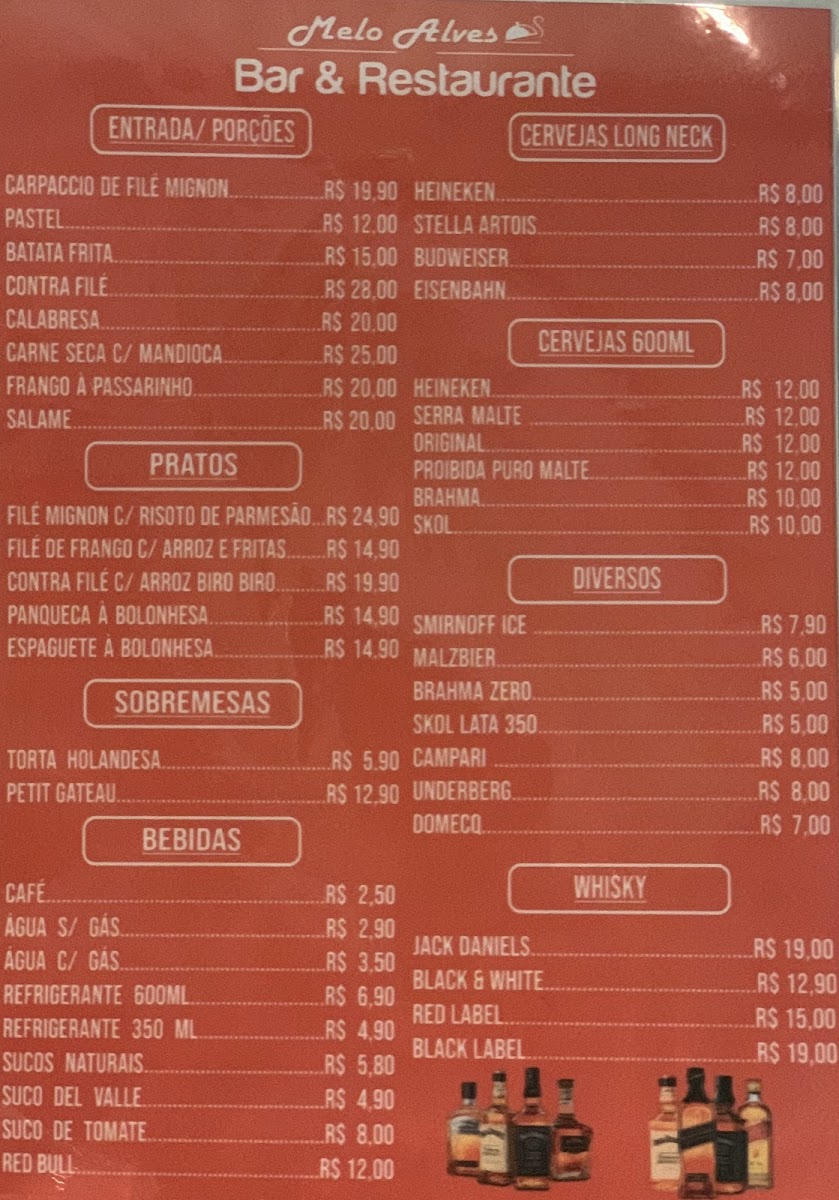 Melo Alves
Bar & Restaurante
ENTRADA/ PORÇÕES
CARPACCIO DE FILÉ MIGNON R$ 19,90
PASTEL R$ 12,00
BATATA FRITA R$ 15,00
CONTRA FILÉ R$ 28,00
CALABRESA R$ 20,00
CARNE SECA C/ MANDIOCA R$ 25,00
FRANGO À PASSARINHO R$ 20,00
SALAME R$ 20,00
PRATOS
FILÉ MIGNON C/ RISOTO DE PARMESÃO R$ 24,90
FILÉ DE FRANGO C/ ARROZ E FRITAS R$ 14,90
CONTRA FILÉ C/ ARROZ BIRO BIRO R$ 19,90
PANQUECA À BOLONHESA R$ 14,90
ESPAGUETE À BOLONHESA R$ 14,90
SOBREMESAS
TORTA HOLANDESA R$ 5,90
PETIT GATEAU R$ 12,90
BEBIDAS
CAFÉ R$ 2,50
ÁGUA S/ GÁS R$ 2,90
ÁGUA C/ GÁS R$ 3,50
REFRIGERANTE 600ML R$ 6,90
REFRIGERANTE 350 ML R$ 4,90
SUCOS NATURAIS R$ 5,80
SUCO DEL VALLE R$ 4,90
SUCO DE TOMATE R$ 8,00
RED BULL R$ 12,00
CERVEJAS LONG NECK
HEINEKEN R$ 8,00
STELLA ARTOIS R$ 8,00
BUDWEISER R$ 7,00
EISENBAHN R$ 8,00
CERVEJAS 600ML
HEINEKEN R$ 12,00
SERRA MALTE R$ 12,00
ORIGINAL R$ 12,00
PROIBIDA PURO MALTE R$ 12,00
BRAHMA R$ 10,00
SKOL R$ 10,00
DIVERSOS
SMIRNOFF ICE R$ 7,90
MALZBIER R$ 6,00
BRAHMA ZERO R$ 5,00
SKOL LATA 350 R$ 5,00
CAMPARI R$ 8,00
UNDERBERG R$ 8,00
DOMECQ R$ 7,00
WHISKY
JACK DANIELS R$ 19,00
BLACK & WHITE R$ 12,90
RED LABEL R$ 15,00
BLACK LABEL R$ 19,00